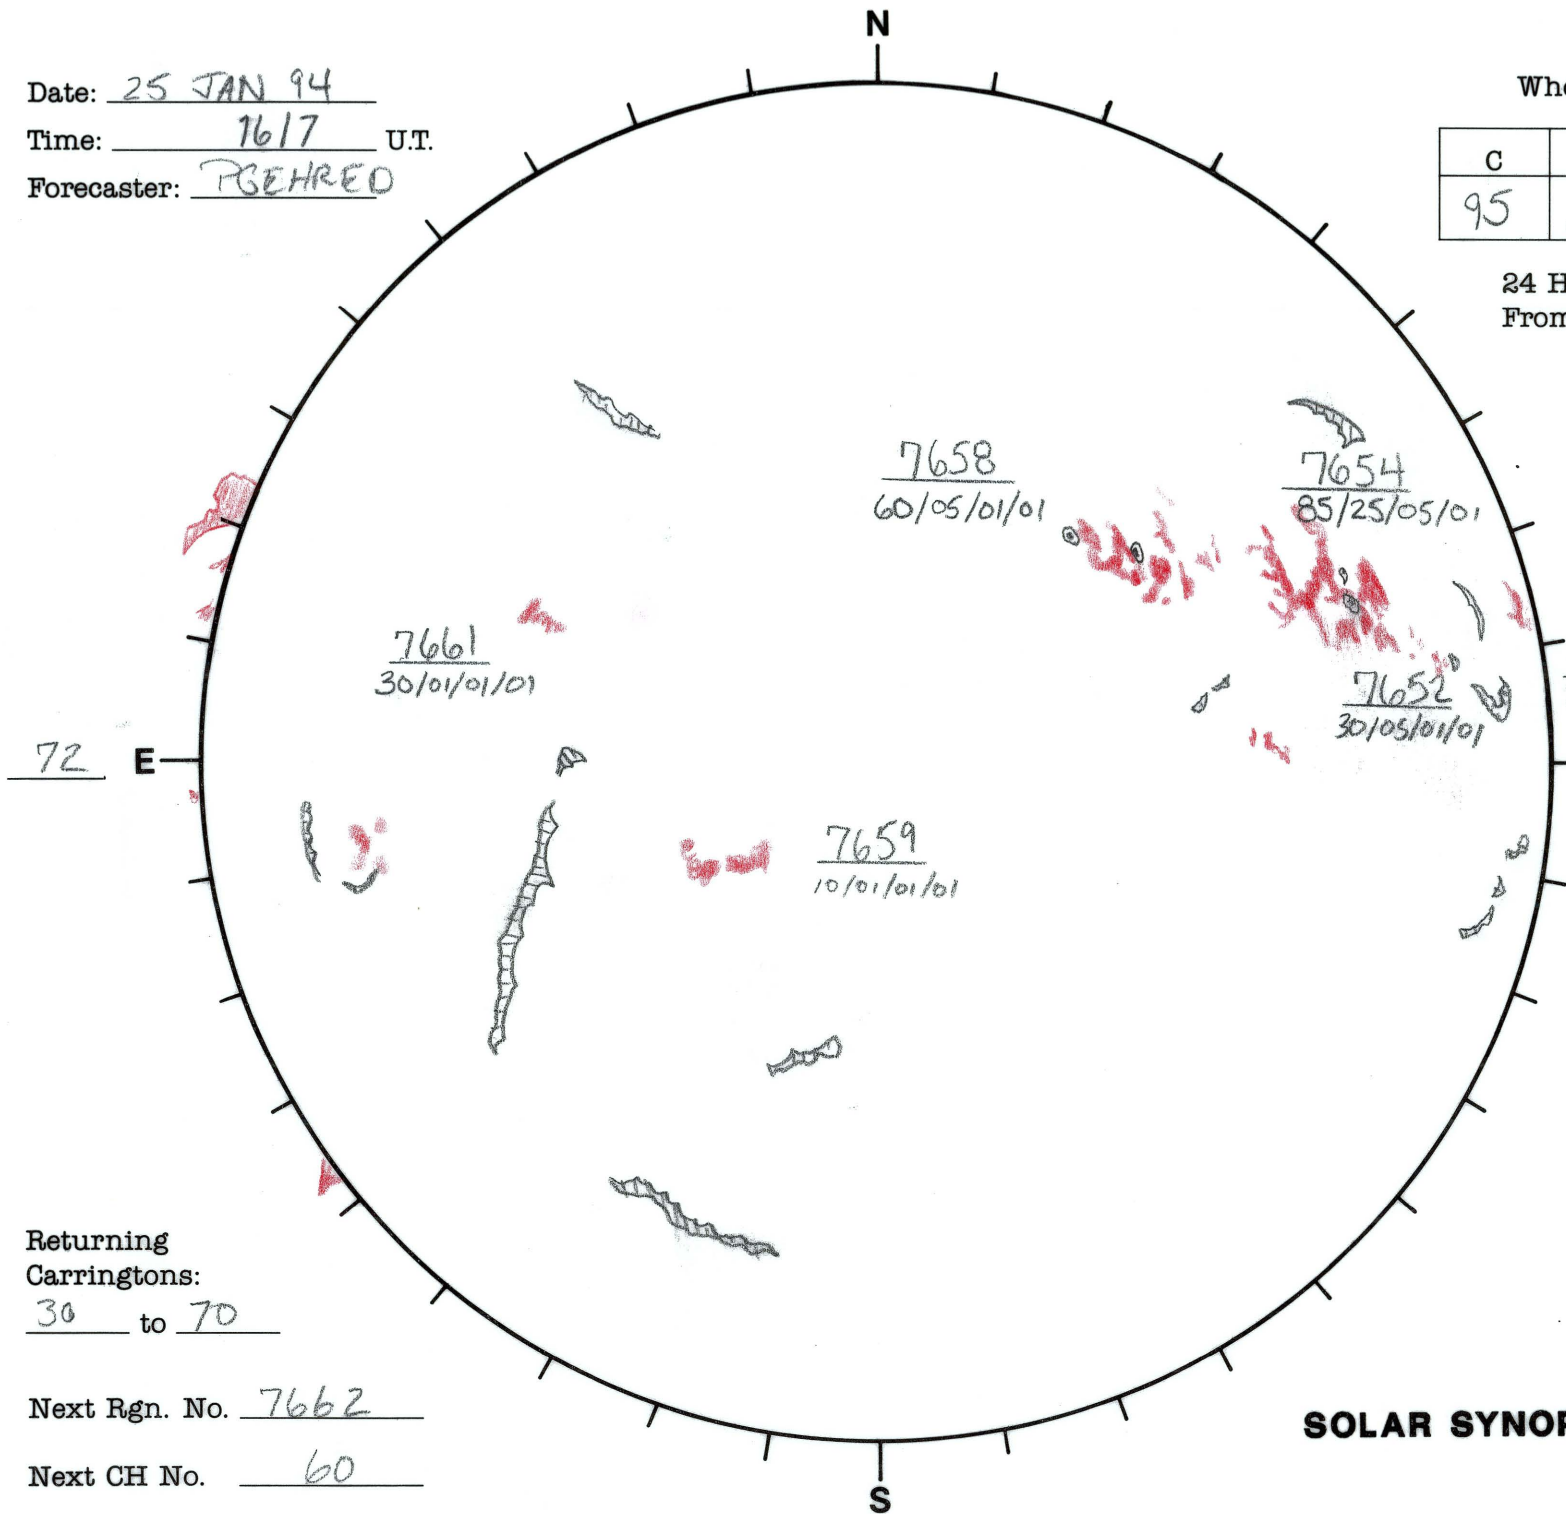 N
Date: 25 JAN 94
Time: 1617 U.T.
Forecaster: PGEHRED
Who
C
95
24 H
From
7658
60/05/01/01
7654
85/25/05/01
7661
30/01/01/01
7652
30/05/01/01
72 E
7659
10/01/01/01
Returning
Carringtons:
30 to 70
Next Rgn. No. 7662
Next CH No. 60
SOLAR SYNOP
S